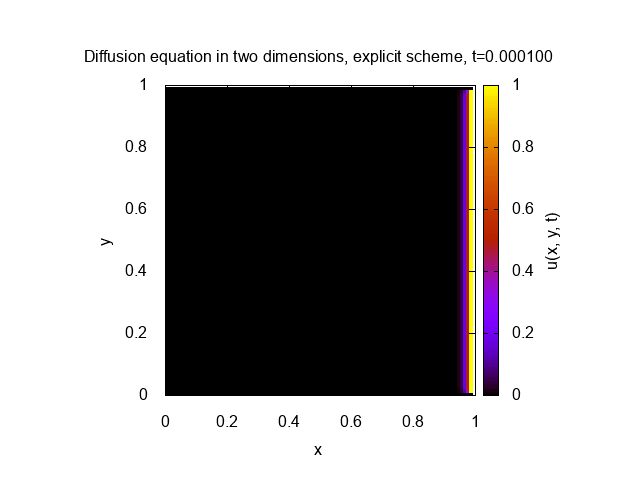 Diffusion equation in two dimensions, explicit scheme, t=0.000100
1
0.8
0.6
0.4
0.2
0
y
0 0.2 0.4 0.6 0.8 1
x
1
0.8
0.6
0.4
0.2
0
u(x, y, t)